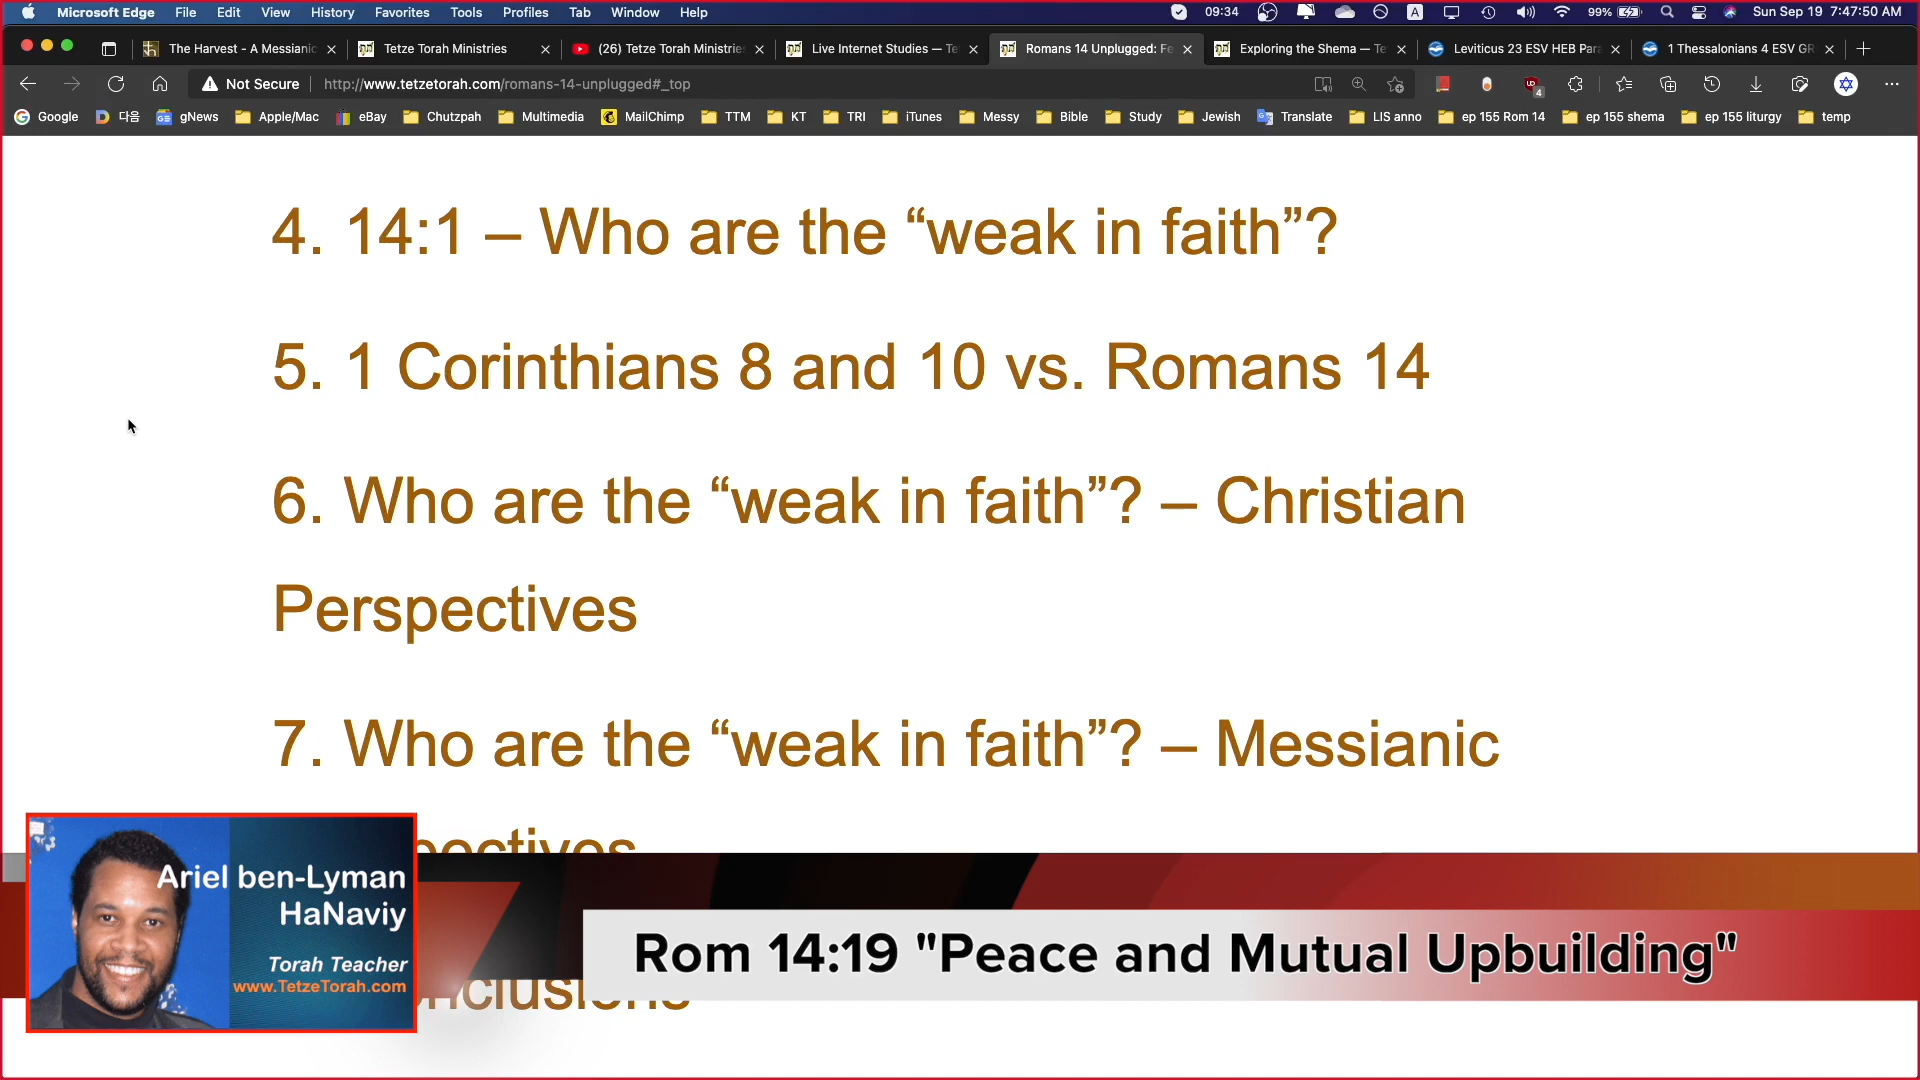 Microsoft Edge File Edit View History Favorites Tools Profiles Tab Window Help 09:34 A 99% Sun Sep 19 7:47:50 AM
The Harvest - A Messianic Tetze Torah Ministries (26) Tetze Torah Ministrie Live Internet Studies — Te Romans 14 Unplugged: Fe Exploring the Shema — Te Leviticus 23 ESV HEB Para 1 Thessalonians 4 ESV GR
Not Secure http://www.tetzetorah.com/romans-14-unplugged#_top 4
Google 다음 gNews Apple/Mac eBay Chutzpah Multimedia MailChimp TTM KT TRI iTunes Messy Bible Study Jewish Translate LIS anno ep 155 Rom 14 ep 155 shema ep 155 liturgy temp
4. 14:1 – Who are the “weak in faith”?
5. 1 Corinthians 8 and 10 vs. Romans 14
6. Who are the “weak in faith”? – Christian
Perspectives
7. Who are the “weak in faith”? – Messianic
Ariel ben-Lyman
HaNaviy
Torah Teacher
www.TetzeTorah.com
Rom 14:19 "Peace and Mutual Upbuilding"